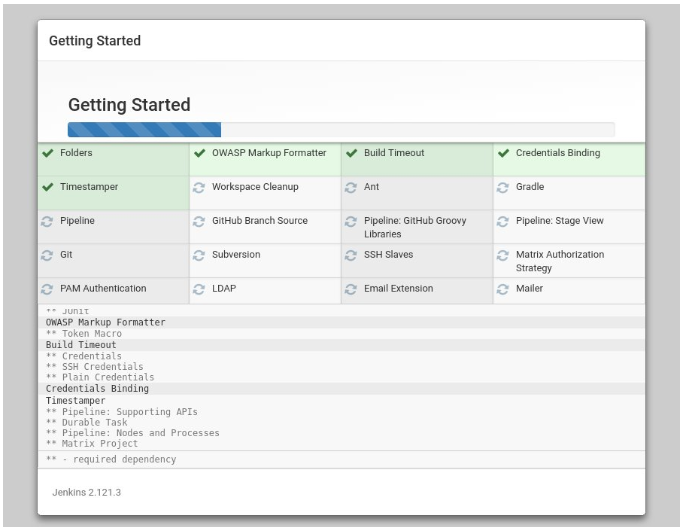 Getting Started
Getting Started
Folders
OWASP Markup Formatter
Build Timeout
Credentials Binding
Timestamper
Workspace Cleanup
Ant
Gradle
Pipeline
GitHub Branch Source
Pipeline: GitHub Groovy
Libraries
Pipeline: Stage View
Git
Subversion
SSH Slaves
Matrix Authorization
Strategy
PAM Authentication
LDAP
Email Extension
Mailer
** JUnit
OWASP Markup Formatter
** Token Macro
Build Timeout
** Credentials
** SSH Credentials
** Plain Credentials
Credentials Binding
Timestamper
** Pipeline: Supporting APIs
** Durable Task
** Pipeline: Nodes and Processes
** Matrix Project
** - required dependency
Jenkins 2.121.3